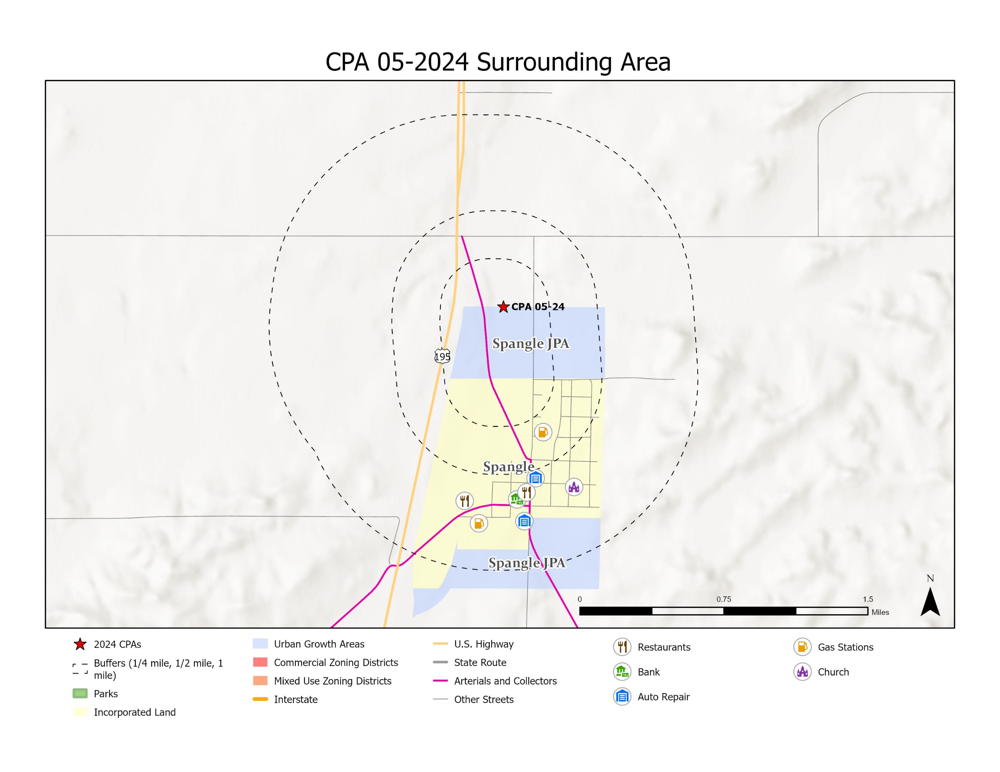 CPA 05-2024 Surrounding Area
CPA 05-24
Spangle JPA
195
Spangle
Spangle JPA
N
0 0.75 1.5
Miles
2024 CPAs
Buffers (1/4 mile, 1/2 mile, 1
mile)
Parks
Incorporated Land
Urban Growth Areas
Commercial Zoning Districts
Mixed Use Zoning Districts
Interstate
U.S. Highway
State Route
Arterials and Collectors
Other Streets
Restaurants
Bank
Auto Repair
Gas Stations
Church